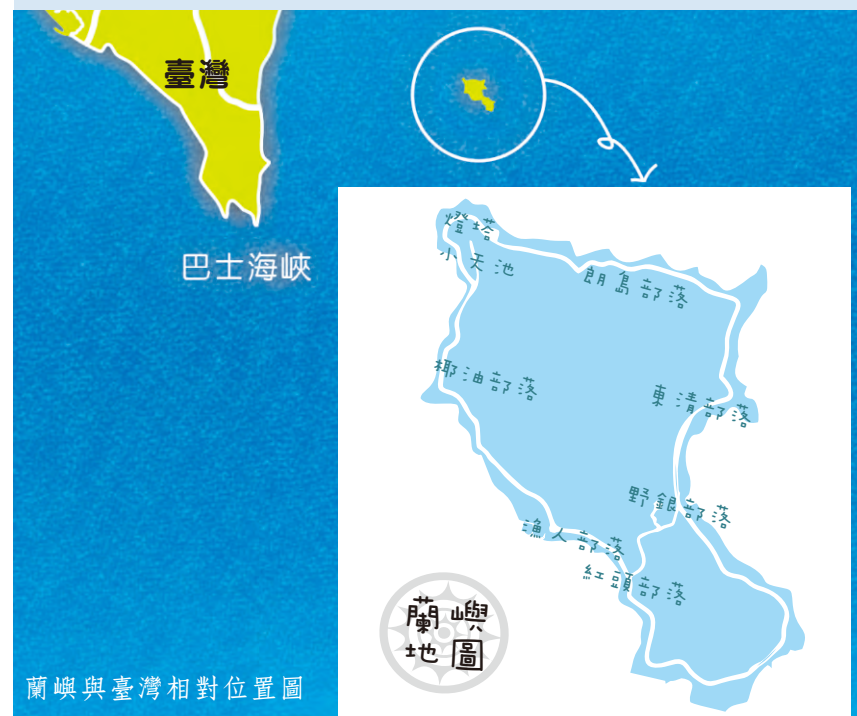 臺灣
巴士海峽
燈塔
小天池
朗島部落
椰油部落
東清部落
野銀部落
漁人部落
紅頭部落
蘭嶼
地圖
蘭嶼與臺灣相對位置圖